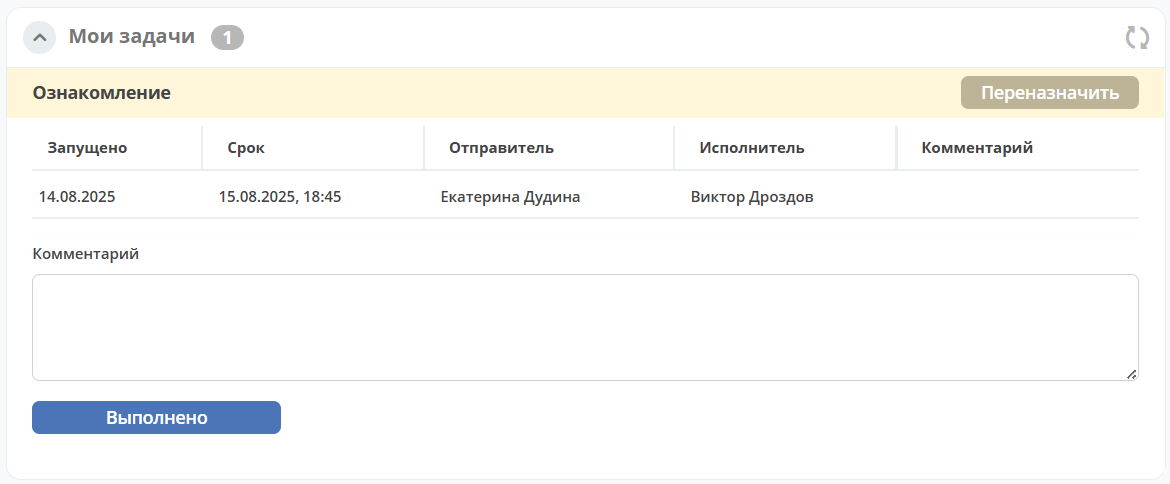 Мои задачи 1
Ознакомление Переназначить
Запущено Срок Отправитель Исполнитель Комментарий
14.08.2025 15.08.2025, 18:45 Екатерина Дудина Виктор Дроздов
Комментарий
Выполнено